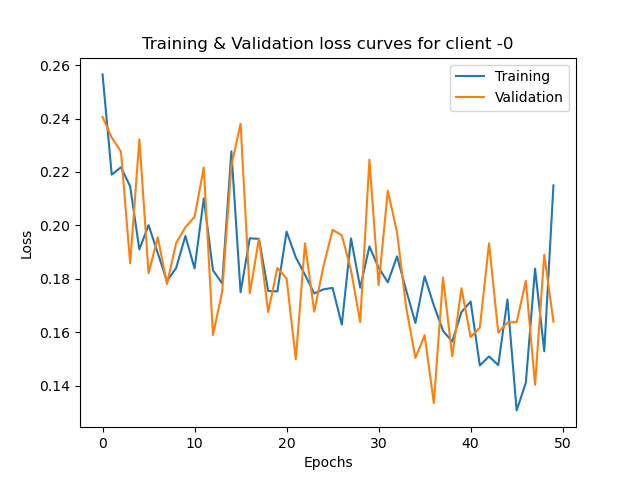 Training & Validation loss curves for client -0
Training
Validation
Loss
0.26
0.24
0.22
0.20
0.18
0.16
0.14
0 10 20 30 40 50
Epochs